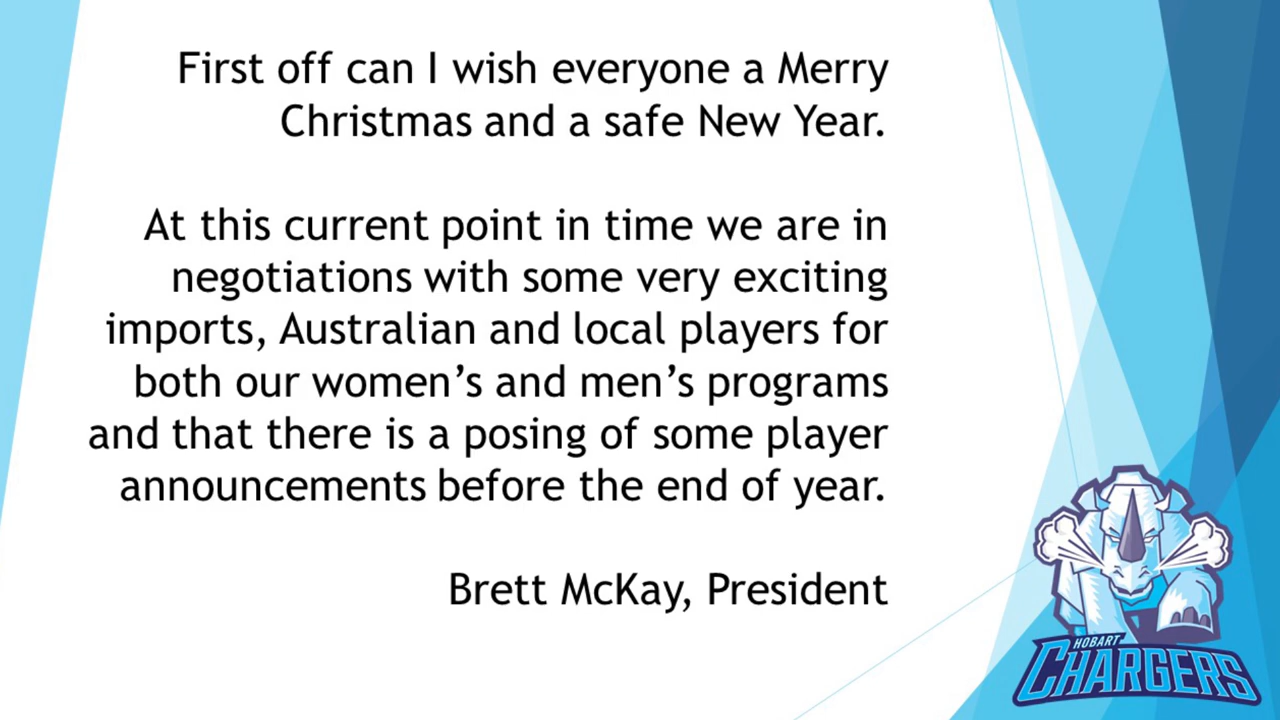 First off can I wish everyone a Merry
Christmas and a safe New Year.
At this current point in time we are in
negotiations with some very exciting
imports, Australian and local players for
both our women’s and men’s programs
and that there is a posing of some player
announcements before the end of year.
Brett McKay, President
HOBART
CHARGERS